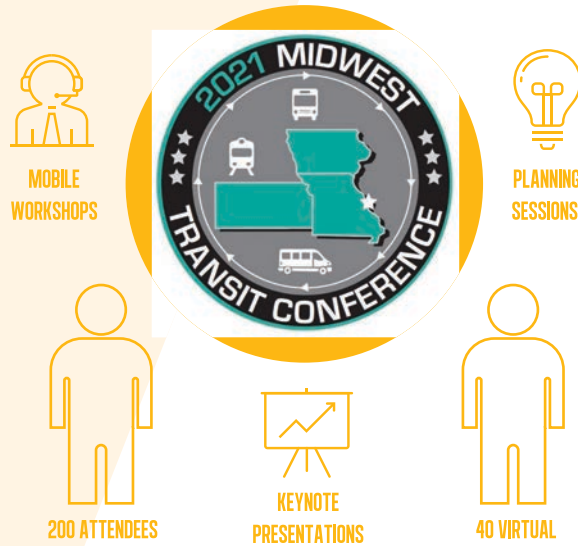 2021 MIDWEST
TRANSIT CONFERENCE
MOBILE
WORKSHOPS
PLANNING
SESSIONS
200 ATTENDEES
KEYNOTE
PRESENTATIONS
40 VIRTUAL